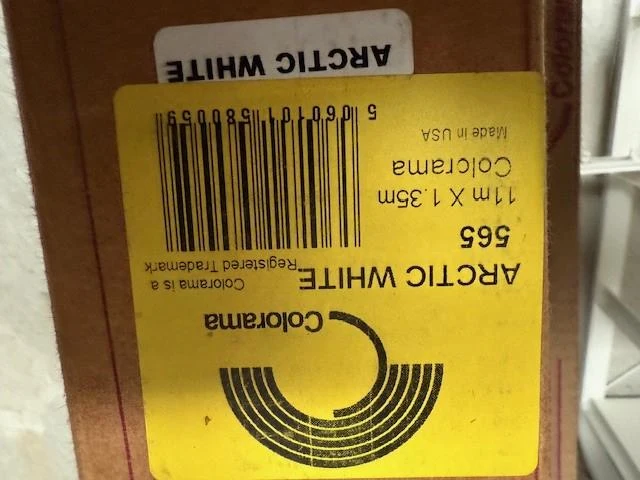 Colorama
ARCTIC WHITE
565
11m X 1.35m
Colorama
Made in USA
Colorama is a
Registered Trademark
5 060101 580059
ARCTIC WHITE